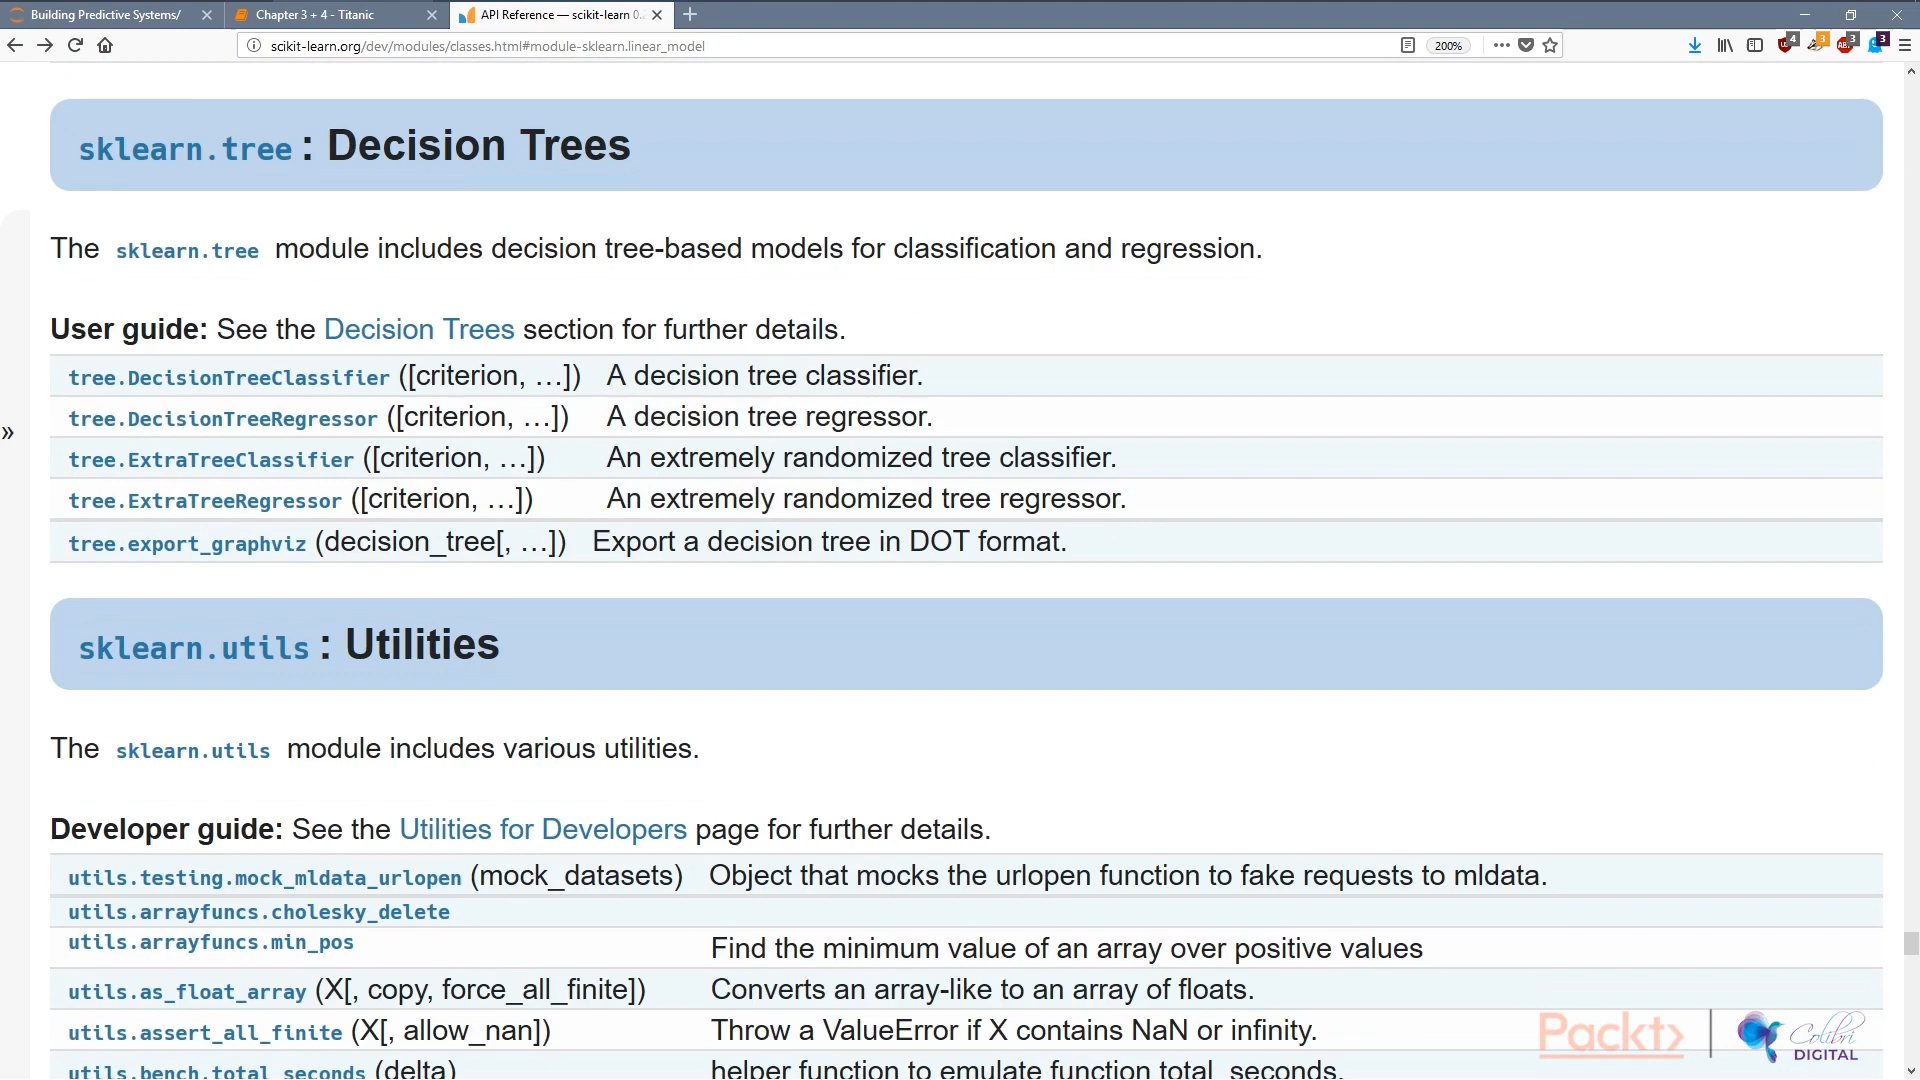 Building Predictive Systems/
Chapter 3 + 4 - Titanic
API Reference — scikit-learn 0.
scikit-learn.org/dev/modules/classes.html#module-sklearn.linear_model
200%
4
3
3
3
sklearn.tree : Decision Trees
The sklearn.tree module includes decision tree-based models for classification and regression.
User guide: See the Decision Trees section for further details.
tree.DecisionTreeClassifier ([criterion, …]) A decision tree classifier.
tree.DecisionTreeRegressor ([criterion, …]) A decision tree regressor.
tree.ExtraTreeClassifier ([criterion, …]) An extremely randomized tree classifier.
tree.ExtraTreeRegressor ([criterion, …]) An extremely randomized tree regressor.
tree.export_graphviz (decision_tree[, …]) Export a decision tree in DOT format.
sklearn.utils : Utilities
The sklearn.utils module includes various utilities.
Developer guide: See the Utilities for Developers page for further details.
utils.testing.mock_mldata_urlopen (mock_datasets) Object that mocks the urlopen function to fake requests to mldata.
utils.arrayfuncs.cholesky_delete
utils.arrayfuncs.min_pos Find the minimum value of an array over positive values
utils.as_float_array (X[, copy, force_all_finite]) Converts an array-like to an array of floats.
utils.assert_all_finite (X[, allow_nan]) Throw a ValueError if X contains NaN or infinity.
utils.bench.total_seconds (delta) helper function to emulate function total_seconds.
Packt
Colibri
DIGITAL